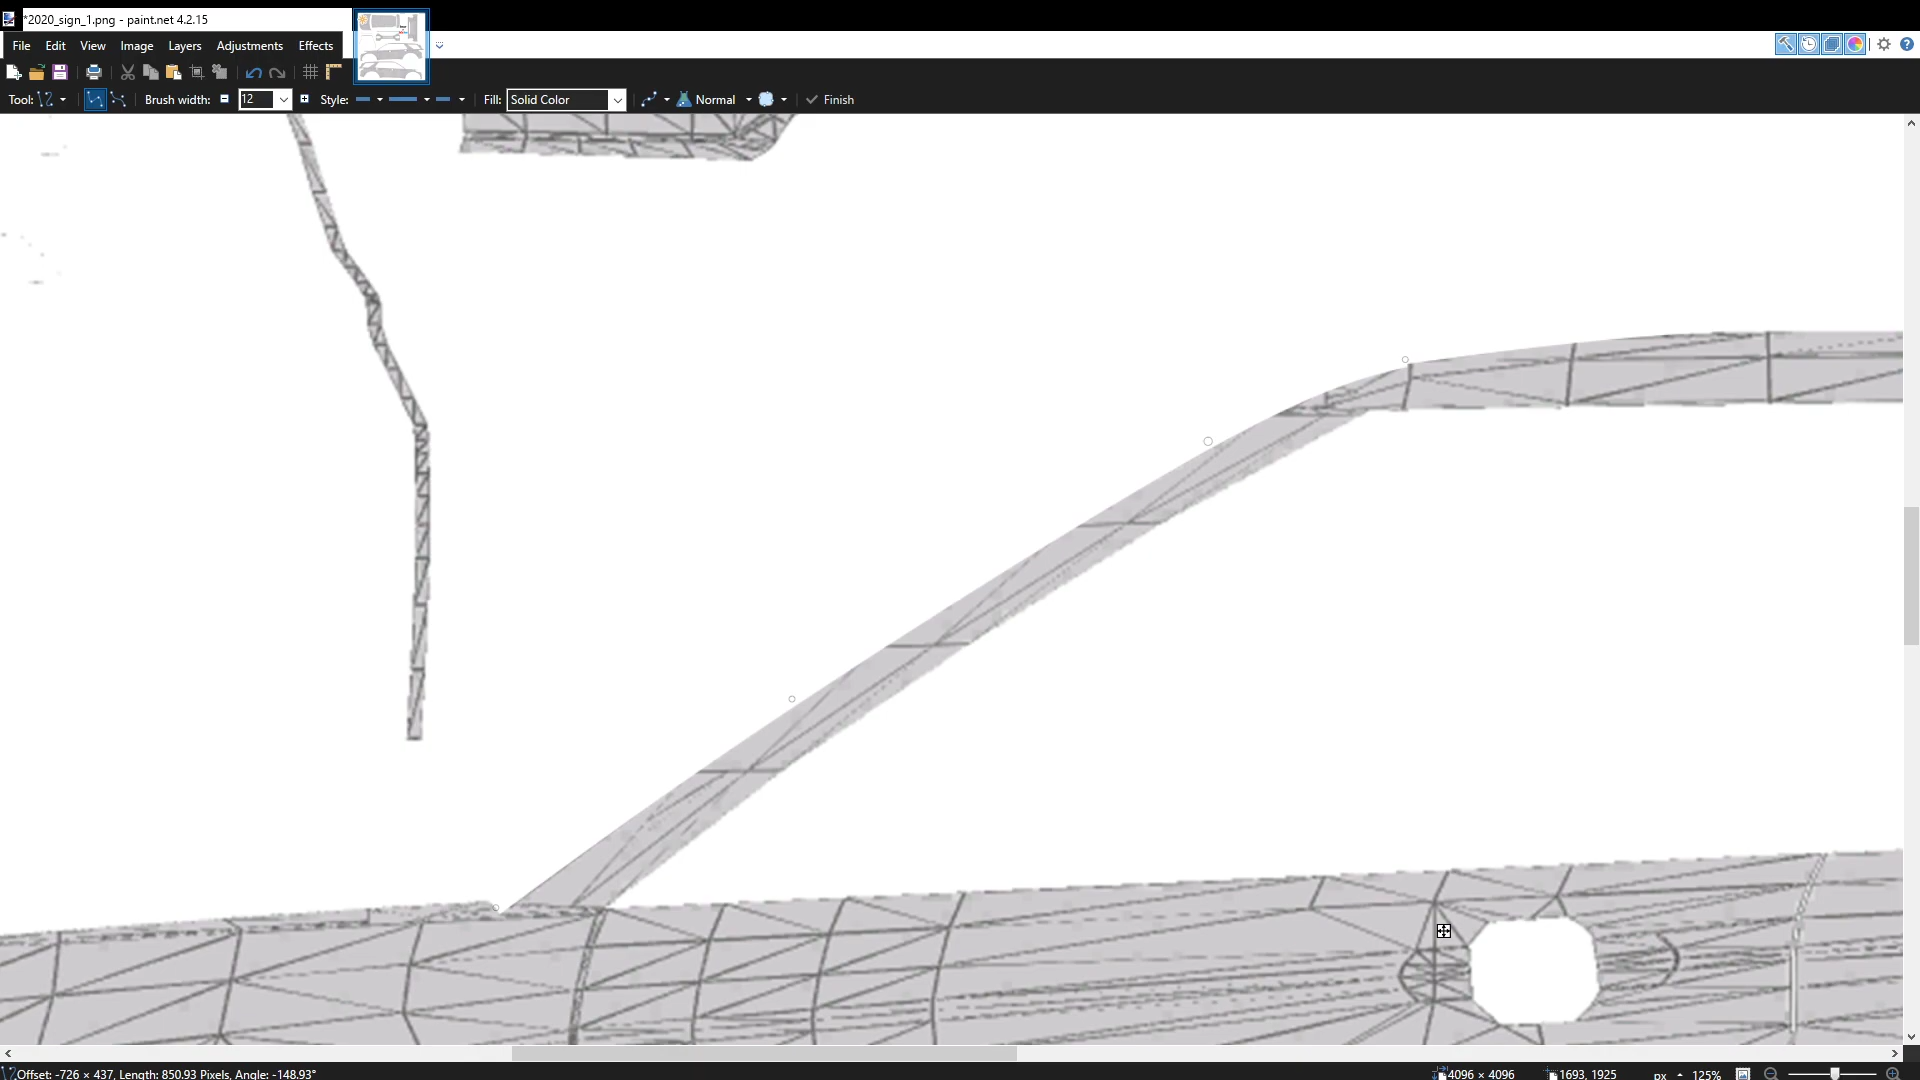 *2020_sign_1.png - paint.net 4.2.15
File Edit View Image Layers Adjustments Effects
Tool: Brush width: 12 Style: Fill: Solid Color Normal Finish
Offset: -726 × 437, Length: 850.93 Pixels, Angle: -148.93° 4096 × 4096 1693, 1925 px 125%